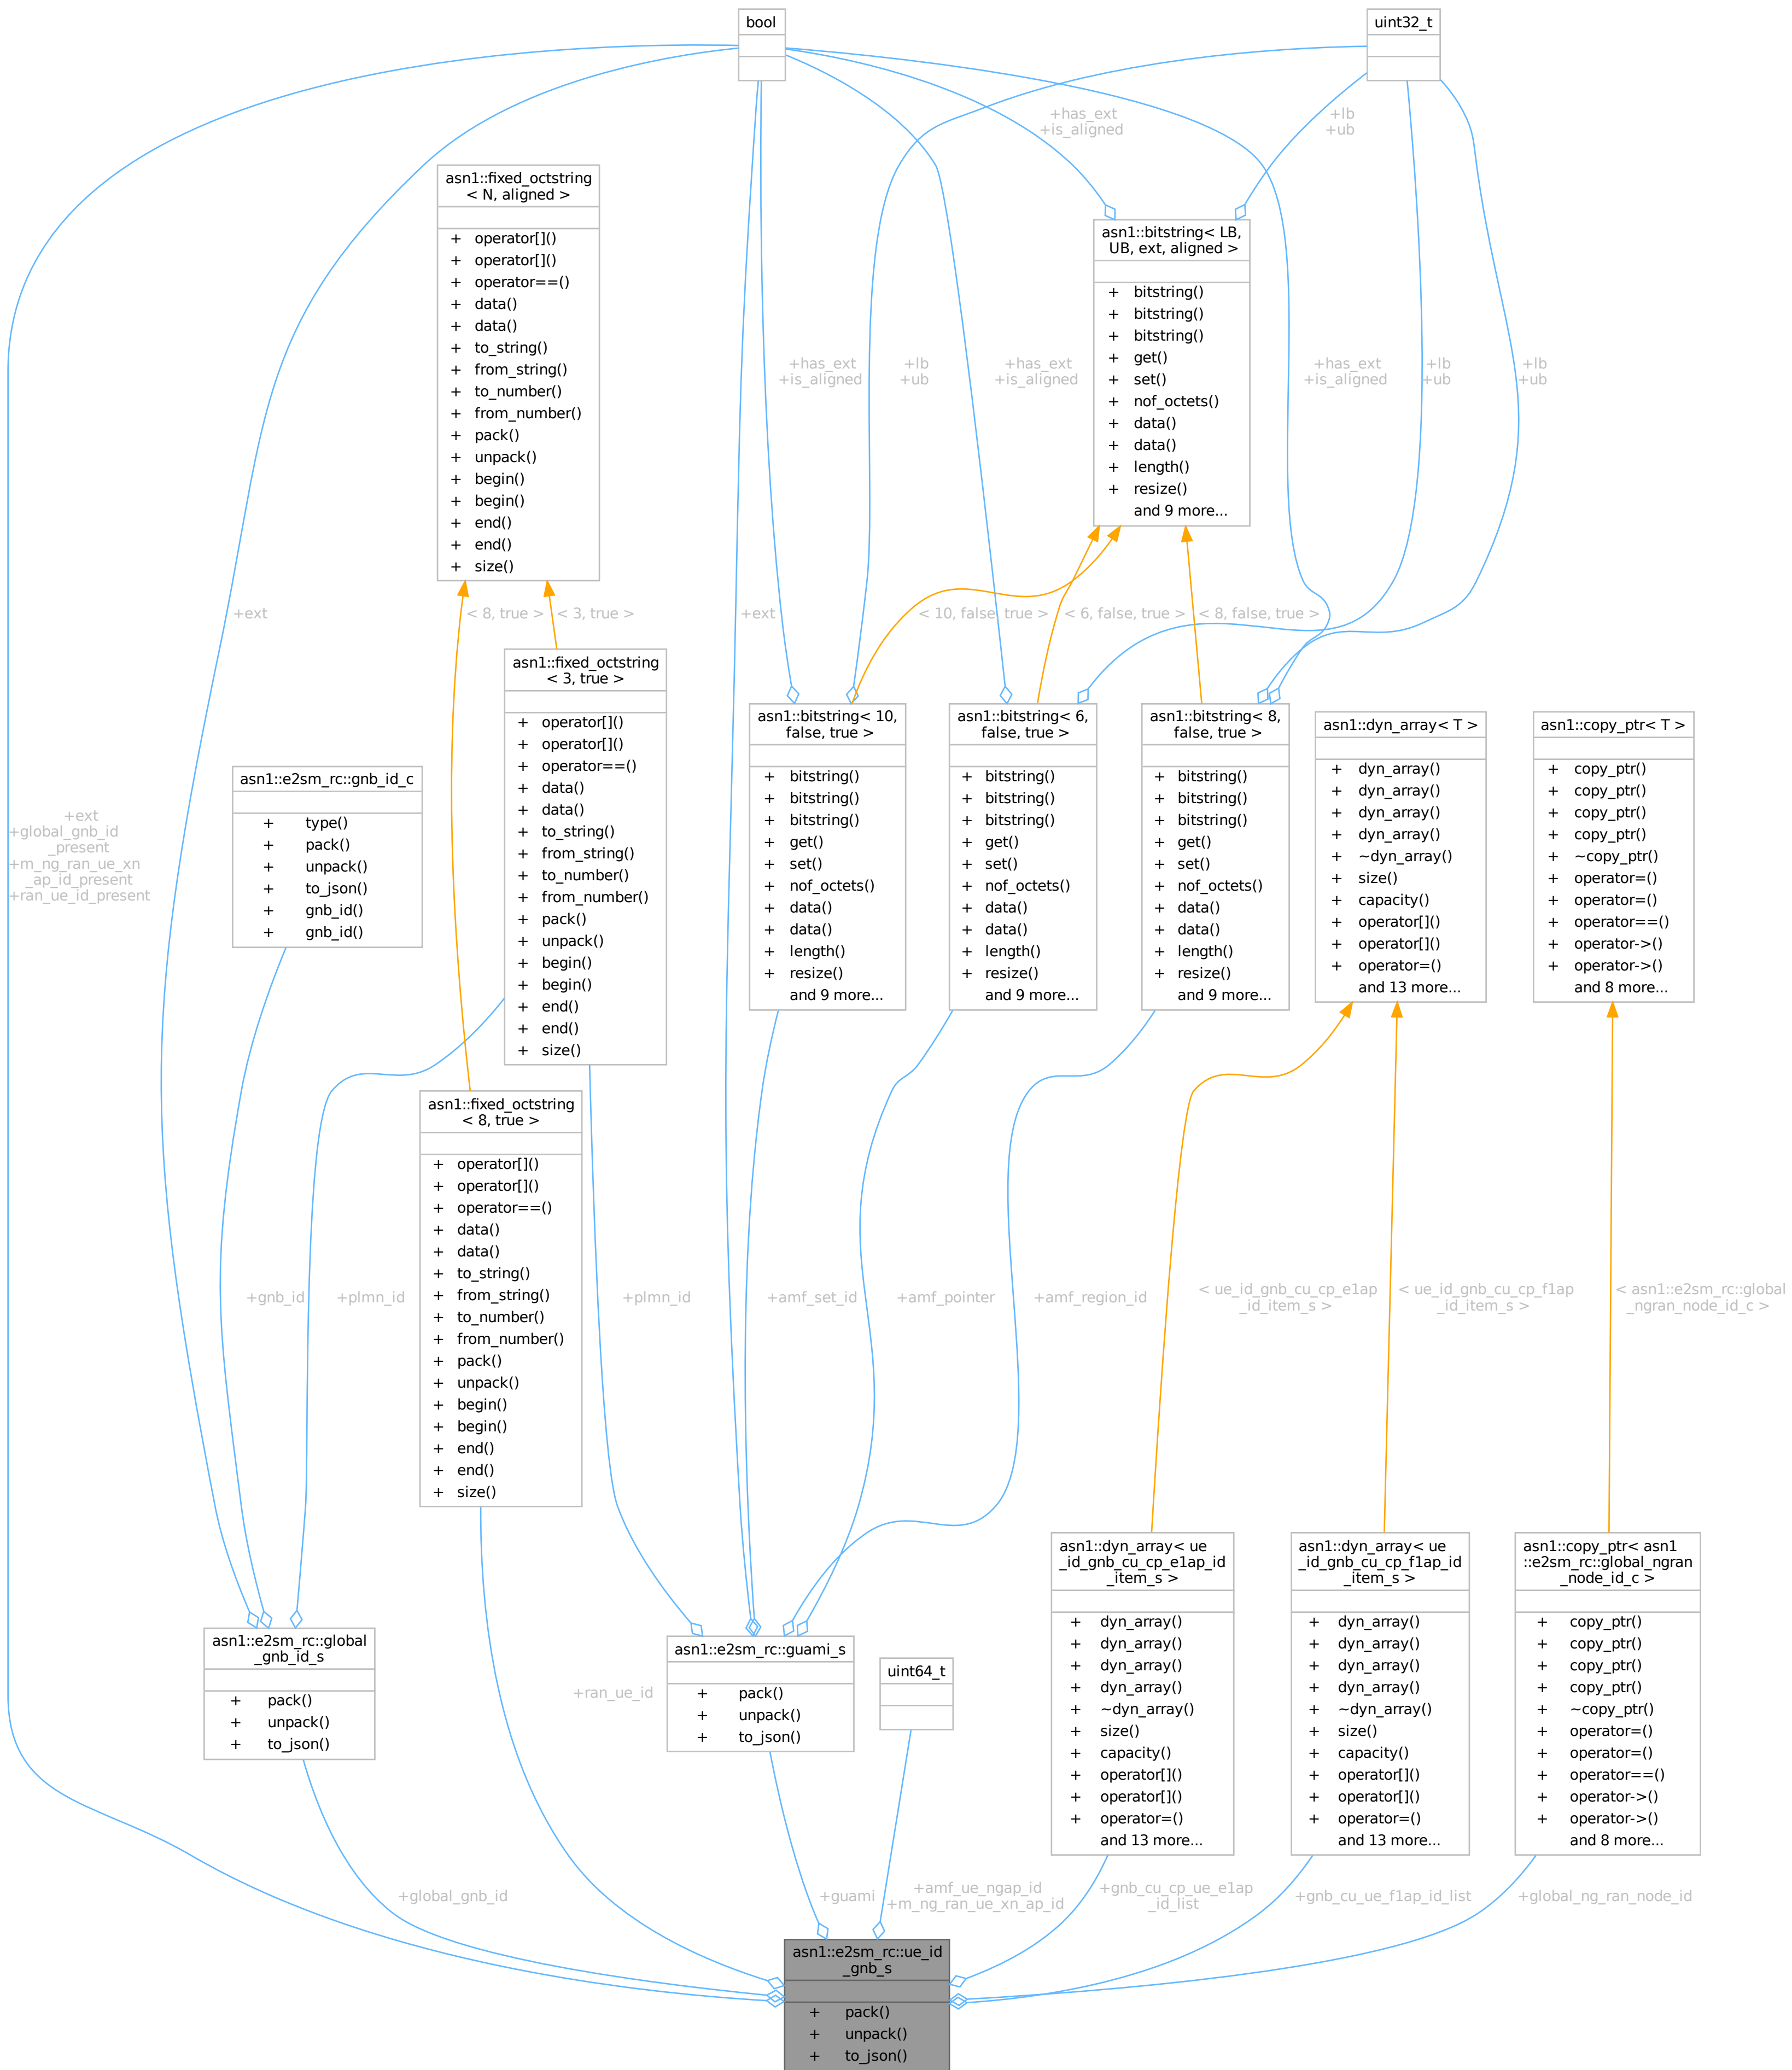 bool
uint32_t
+has_ext
+is_aligned
+lb
+ub
asn1::fixed_octstring
< N, aligned >
+ operator[]()
+ operator[]()
+ operator==()
+ data()
+ data()
+ to_string()
+ from_string()
+ to_number()
+ from_number()
+ pack()
+ unpack()
+ begin()
+ begin()
+ end()
+ end()
+ size()
asn1::bitstring< LB,
UB, ext, aligned >
+ bitstring()
+ bitstring()
+ bitstring()
+ get()
+ set()
+ nof_octets()
+ data()
+ data()
+ length()
+ resize()
and 9 more...
+has_ext
+is_aligned
+lb
+ub
+has_ext
+is_aligned
+has_ext
+is_aligned
+lb
+ub
+lb
+ub
+ext
< 8, true >
< 3, true >
+ext
< 10, false, true >
< 6, false, true >
< 8, false, true >
asn1::fixed_octstring
< 3, true >
+ operator[]()
+ operator[]()
+ operator==()
+ data()
+ data()
+ to_string()
+ from_string()
+ to_number()
+ from_number()
+ pack()
+ unpack()
+ begin()
+ begin()
+ end()
+ end()
+ size()
asn1::bitstring< 10,
false, true >
+ bitstring()
+ bitstring()
+ bitstring()
+ get()
+ set()
+ nof_octets()
+ data()
+ data()
+ length()
+ resize()
and 9 more...
asn1::bitstring< 6,
false, true >
+ bitstring()
+ bitstring()
+ bitstring()
+ get()
+ set()
+ nof_octets()
+ data()
+ data()
+ length()
+ resize()
and 9 more...
asn1::bitstring< 8,
false, true >
+ bitstring()
+ bitstring()
+ bitstring()
+ get()
+ set()
+ nof_octets()
+ data()
+ data()
+ length()
+ resize()
and 9 more...
asn1::dyn_array< T >
+ dyn_array()
+ dyn_array()
+ dyn_array()
+ dyn_array()
+ ~dyn_array()
+ size()
+ capacity()
+ operator[]()
+ operator[]()
+ operator=()
and 13 more...
asn1::copy_ptr< T >
+ copy_ptr()
+ copy_ptr()
+ copy_ptr()
+ copy_ptr()
+ ~copy_ptr()
+ operator=()
+ operator=()
+ operator==()
+ operator->()
+ operator->()
and 8 more...
asn1::e2sm_rc::gnb_id_c
+ type()
+ pack()
+ unpack()
+ to_json()
+ gnb_id()
+ gnb_id()
+ext
+global_gnb_id
_present
+m_ng_ran_ue_xn
_ap_id_present
+ran_ue_id_present
asn1::fixed_octstring
< 8, true >
+ operator[]()
+ operator[]()
+ operator==()
+ data()
+ data()
+ to_string()
+ from_string()
+ to_number()
+ from_number()
+ pack()
+ unpack()
+ begin()
+ begin()
+ end()
+ end()
+ size()
+gnb_id
+plmn_id
+plmn_id
+amf_set_id
+amf_pointer
+amf_region_id
< ue_id_gnb_cu_cp_e1ap
_id_item_s >
< ue_id_gnb_cu_cp_f1ap
_id_item_s >
< asn1::e2sm_rc::global
_ngran_node_id_c >
asn1::e2sm_rc::global
_gnb_id_s
+ pack()
+ unpack()
+ to_json()
+ran_ue_id
asn1::e2sm_rc::guami_s
+ pack()
+ unpack()
+ to_json()
uint64_t
asn1::dyn_array< ue
_id_gnb_cu_cp_e1ap_id
_item_s >
+ dyn_array()
+ dyn_array()
+ dyn_array()
+ dyn_array()
+ ~dyn_array()
+ size()
+ capacity()
+ operator[]()
+ operator[]()
+ operator=()
and 13 more...
asn1::dyn_array< ue
_id_gnb_cu_cp_f1ap_id
_item_s >
+ dyn_array()
+ dyn_array()
+ dyn_array()
+ dyn_array()
+ ~dyn_array()
+ size()
+ capacity()
+ operator[]()
+ operator[]()
+ operator=()
and 13 more...
asn1::copy_ptr< asn1
::e2sm_rc::global_ngran
_node_id_c >
+ copy_ptr()
+ copy_ptr()
+ copy_ptr()
+ copy_ptr()
+ ~copy_ptr()
+ operator=()
+ operator=()
+ operator==()
+ operator->()
+ operator->()
and 8 more...
+global_gnb_id
+guami
+amf_ue_ngap_id
+m_ng_ran_ue_xn_ap_id
+gnb_cu_cp_ue_e1ap
_id_list
+gnb_cu_ue_f1ap_id_list
+global_ng_ran_node_id
asn1::e2sm_rc::ue_id
_gnb_s
+ pack()
+ unpack()
+ to_json()